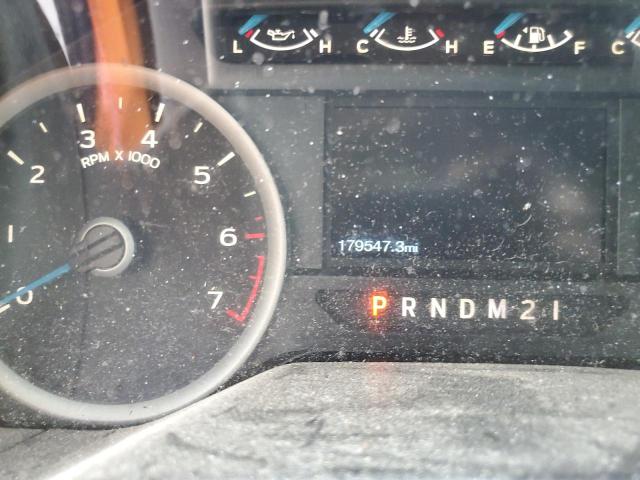 L H C H E F C
3 4
RPM X 1000
2 5
1 6
179547.3mi
0 7
P R N D M 2 1